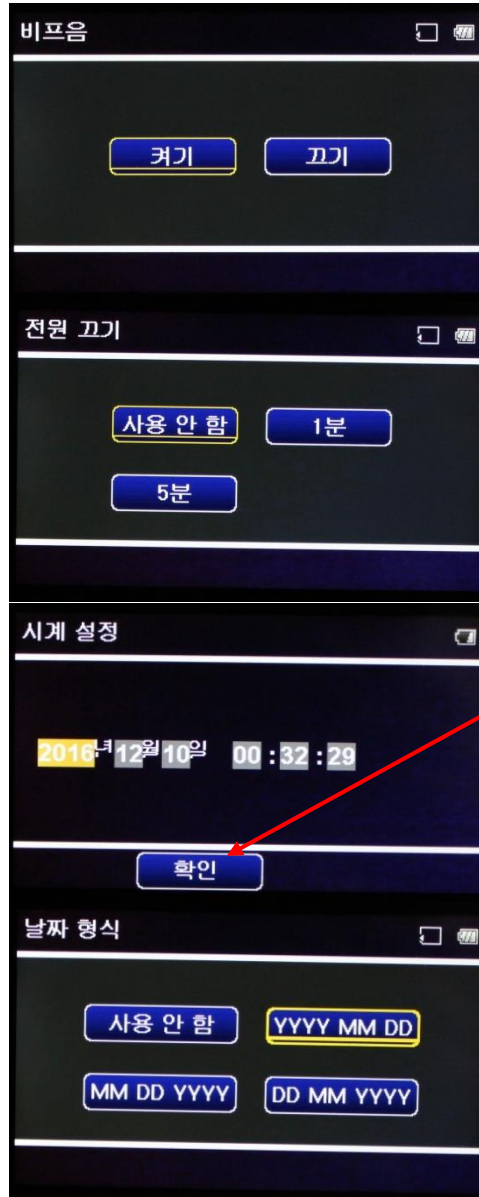 비프음
켜기 끄기
전원 끄기
사용 안 함 1분
5분
시계 설정
2016년 12월 10일 00 : 32 : 29
확인
날짜 형식
사용 안 함 YYYY MM DD
MM DD YYYY DD MM YYYY